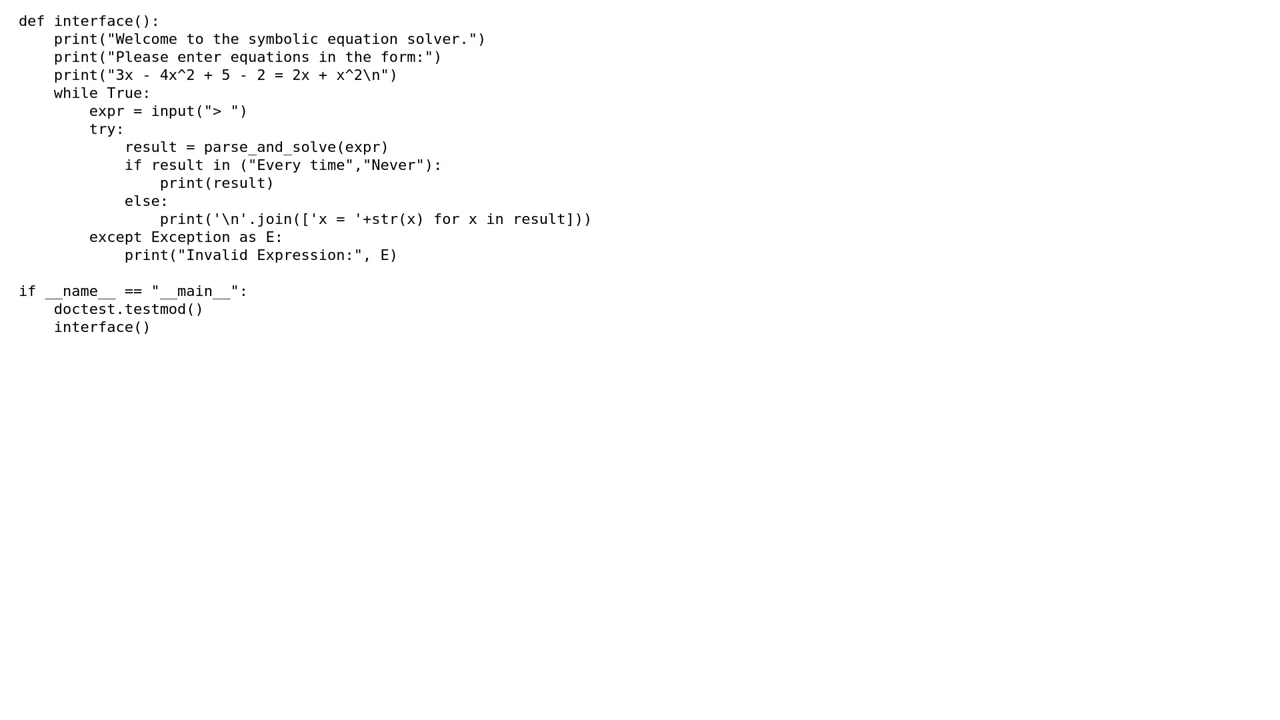 def interface():
    print("Welcome to the symbolic equation solver.")
    print("Please enter equations in the form:")
    print("3x - 4x^2 + 5 - 2 = 2x + x^2\n")
    while True:
        expr = input("> ")
        try:
            result = parse_and_solve(expr)
            if result in ("Every time","Never"):
                print(result)
            else:
                print('\n'.join(['x = '+str(x) for x in result]))
        except Exception as E:
            print("Invalid Expression:", E)

if __name__ == "__main__":
    doctest.testmod()
    interface()